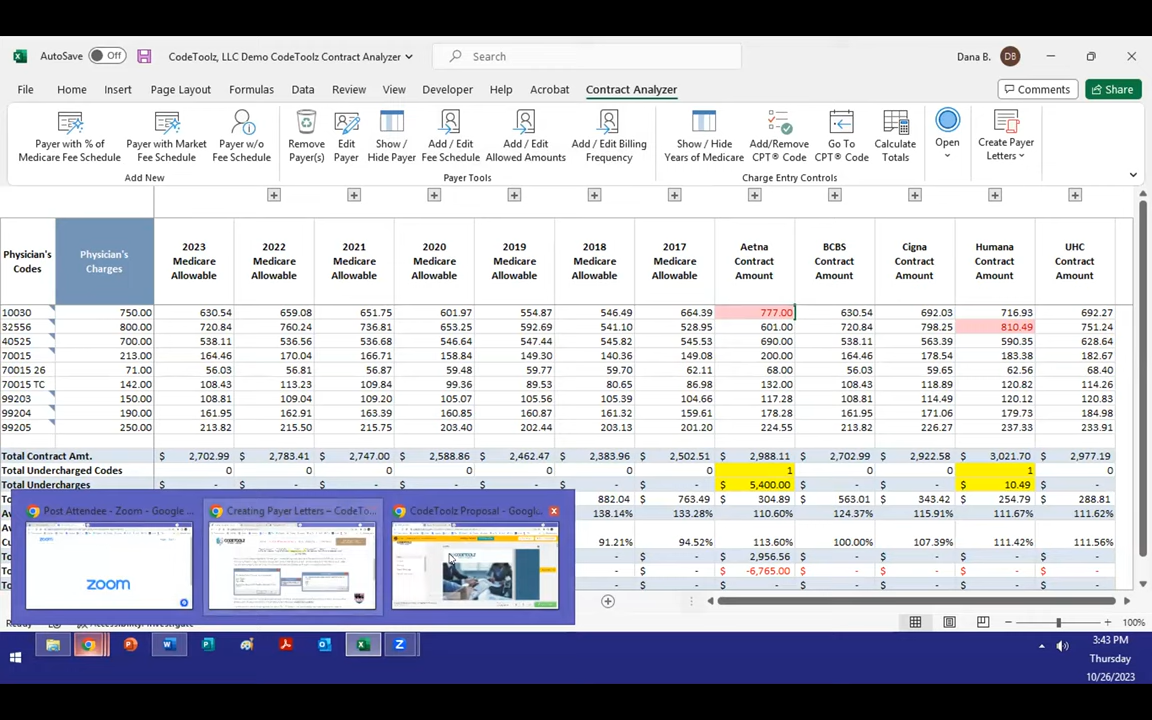 AutoSave Off CodeToolz, LLC Demo CodeToolz Contract Analyzer Search Dana B. DB
File Home Insert Page Layout Formulas Data Review View Developer Help Acrobat Contract Analyzer Comments Share
Payer with % of Medicare Fee Schedule
Payer with Market Fee Schedule
Payer w/o Fee Schedule
Remove Payer(s)
Edit Payer
Show / Hide Payer
Add / Edit Fee Schedule
Add / Edit Allowed Amounts
Add / Edit Billing Frequency
Show / Hide Years of Medicare
Add/Remove CPT® Code
Go To CPT® Code
Calculate Totals
Open
Create Payer Letters
Add New Payer Tools Charge Entry Controls
Physician's Codes
Physician's Charges
2023 Medicare Allowable
2022 Medicare Allowable
2021 Medicare Allowable
2020 Medicare Allowable
2019 Medicare Allowable
2018 Medicare Allowable
2017 Medicare Allowable
Aetna Contract Amount
BCBS Contract Amount
Cigna Contract Amount
Humana Contract Amount
UHC Contract Amount
10030 750.00 630.54 659.08 651.75 601.97 554.87 546.49 664.39 777.00 630.54 692.03 716.93 692.27
32556 800.00 720.84 760.24 736.81 653.25 592.69 541.10 528.95 601.00 720.84 798.25 810.49 751.24
40525 700.00 538.11 536.56 536.68 546.64 547.44 545.82 545.53 690.00 538.11 563.39 590.35 628.64
70015 213.00 164.46 170.04 166.71 158.84 149.30 140.36 149.08 200.00 164.46 178.54 183.38 182.67
70015 26 71.00 56.03 56.81 56.87 59.48 59.77 59.70 62.11 68.00 56.03 59.65 62.56 68.40
70015 TC 142.00 108.43 113.23 109.84 99.36 89.53 80.65 86.98 132.00 108.43 118.89 120.82 114.26
99203 150.00 108.81 109.04 109.20 105.07 105.56 105.39 104.66 117.28 108.81 114.49 120.12 120.83
99204 190.00 161.95 162.91 163.39 160.85 160.87 161.32 159.61 178.28 161.95 171.06 179.73 184.98
99205 250.00 213.82 215.50 215.75 203.40 202.44 203.13 201.20 224.55 213.82 226.27 237.33 233.91
Total Contract Amt. $ 2,702.99 $ 2,783.41 $ 2,747.00 $ 2,588.86 $ 2,462.47 $ 2,383.96 $ 2,502.51 $ 2,988.11 $ 2,702.99 $ 2,922.58 $ 3,021.70 $ 2,977.19
Total Undercharged Codes 0 0 0 0 0 0 0 1 0 0 1 0
Total Undercharges $ - $ - $ - $ - $ - $ - $ - $ 5,400.00 $ - $ - $ 10.49 $ -
882.04 $ 763.49 $ 304.89 $ 563.01 $ 343.42 $ 254.79 $ 288.81
138.14% 133.28% 110.60% 124.37% 115.91% 111.67% 111.62%
91.21% 94.52% 113.60% 100.00% 107.39% 111.42% 111.56%
- $ - $ 2,956.56 $ - $ - $ - $ -
- $ - $ -6,765.00 $ - $ - $ - $ -
Post Attendee - Zoom - Google ...
Creating Payer Letters – CodeTo...
CodeToolz Proposal - Googl...
zoom
100%
3:43 PM
Thursday
10/26/2023